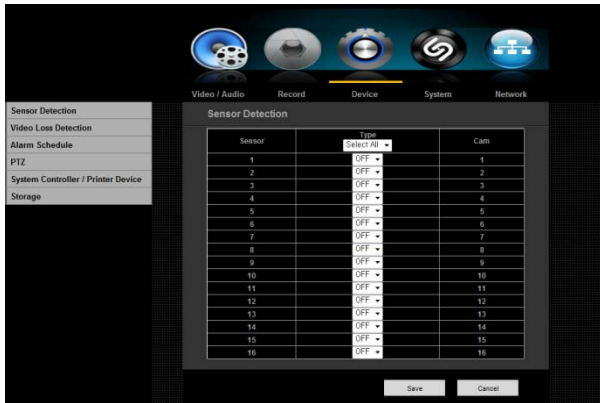 Video / Audio Record Device System Network
Sensor Detection
Video Loss Detection
Alarm Schedule
PTZ
System Controller / Printer Device
Storage
Sensor Detection
Sensor Type Cam
Select All
1 OFF 1
2 OFF 2
3 OFF 3
4 OFF 4
5 OFF 5
6 OFF 6
7 OFF 7
8 OFF 8
9 OFF 9
10 OFF 10
11 OFF 11
12 OFF 12
13 OFF 13
14 OFF 14
15 OFF 15
16 OFF 16
Save Cancel